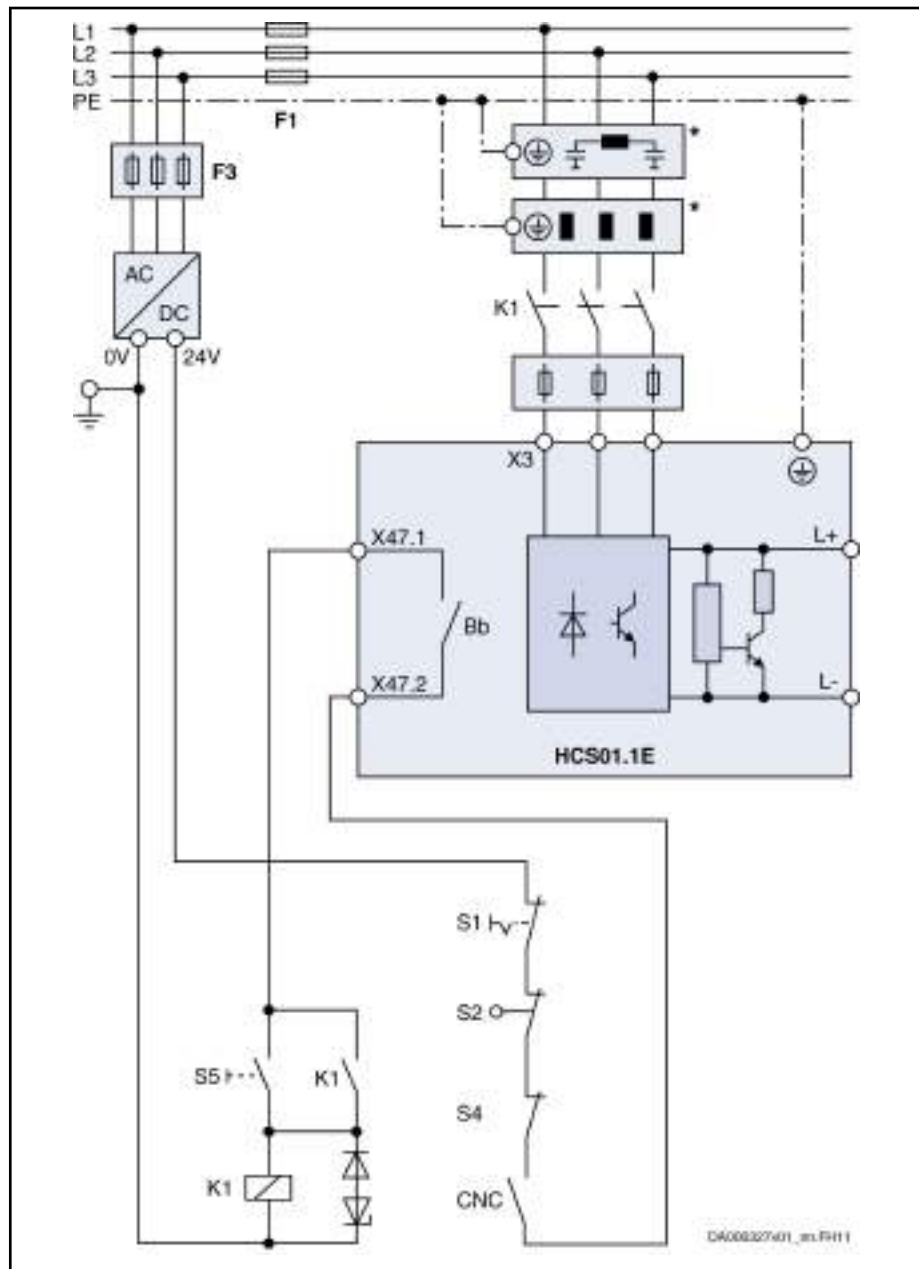 L1
L2
L3
PE
F1
*
F3
*
AC
DC
K1
0V 24V
X3
X47.1
L+
Bb
X47.2
L-
HCS01.1E
S1
S2
S5
K1
S4
K1
CNC